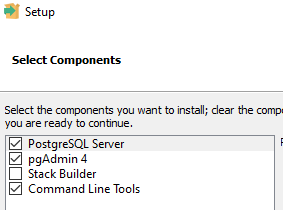 Setup
Select Components
Select the components you want to install; clear the compo
you are ready to continue.
PostgreSQL Server
pgAdmin 4
Stack Builder
Command Line Tools